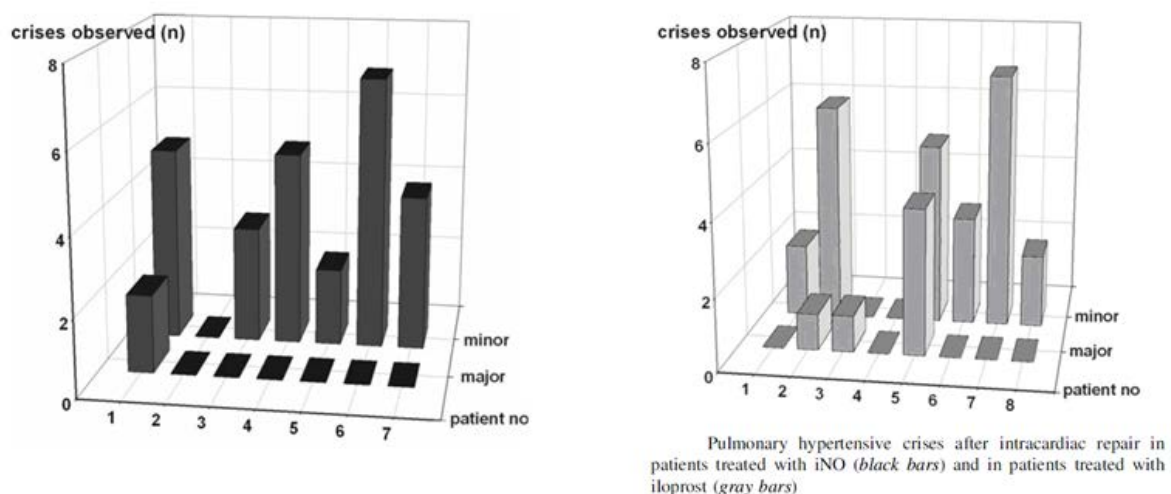 crises observed (n)
8
6
4
2
0
1 2 3 4 5 6 7
minor
major
patient no
crises observed (n)
8
6
4
2
0
1 2 3 4 5 6 7 8
minor
major
patient no
Pulmonary hypertensive crises after intracardiac repair in
patients treated with iNO (black bars) and in patients treated with
iloprost (gray bars)